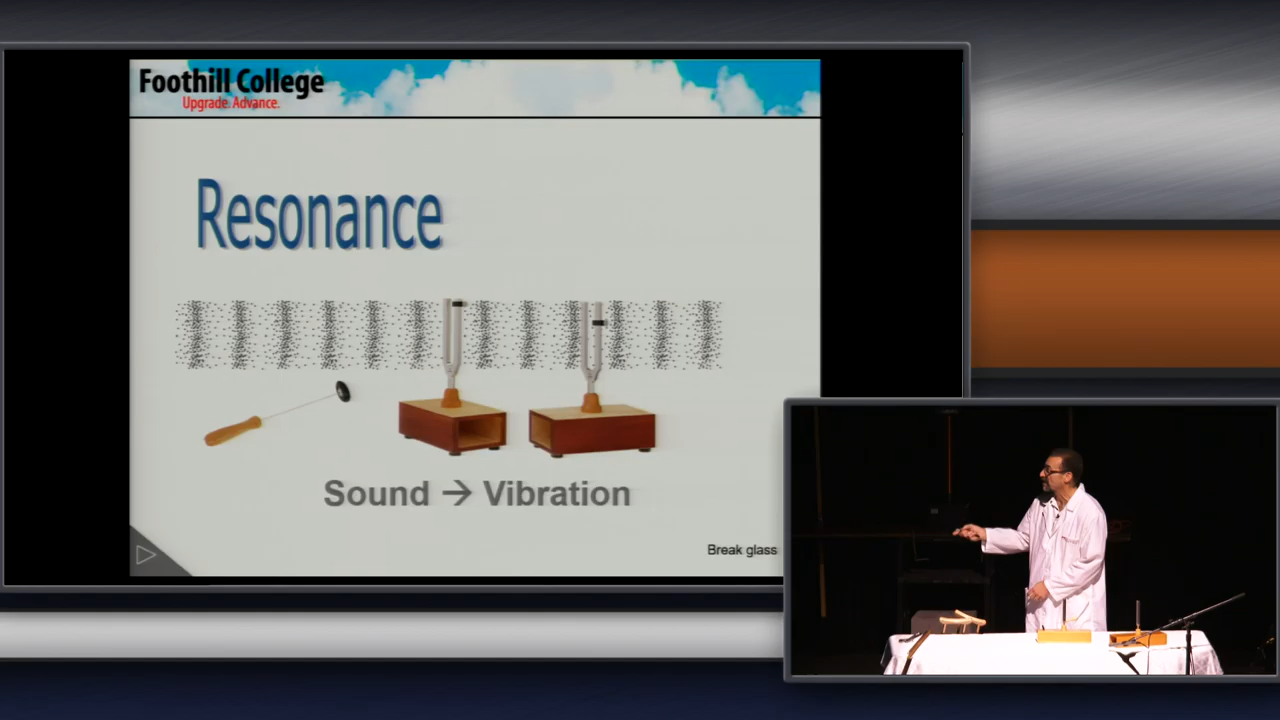 Foothill College
Upgrade. Advance.
Resonance
Sound → Vibration
Break glass